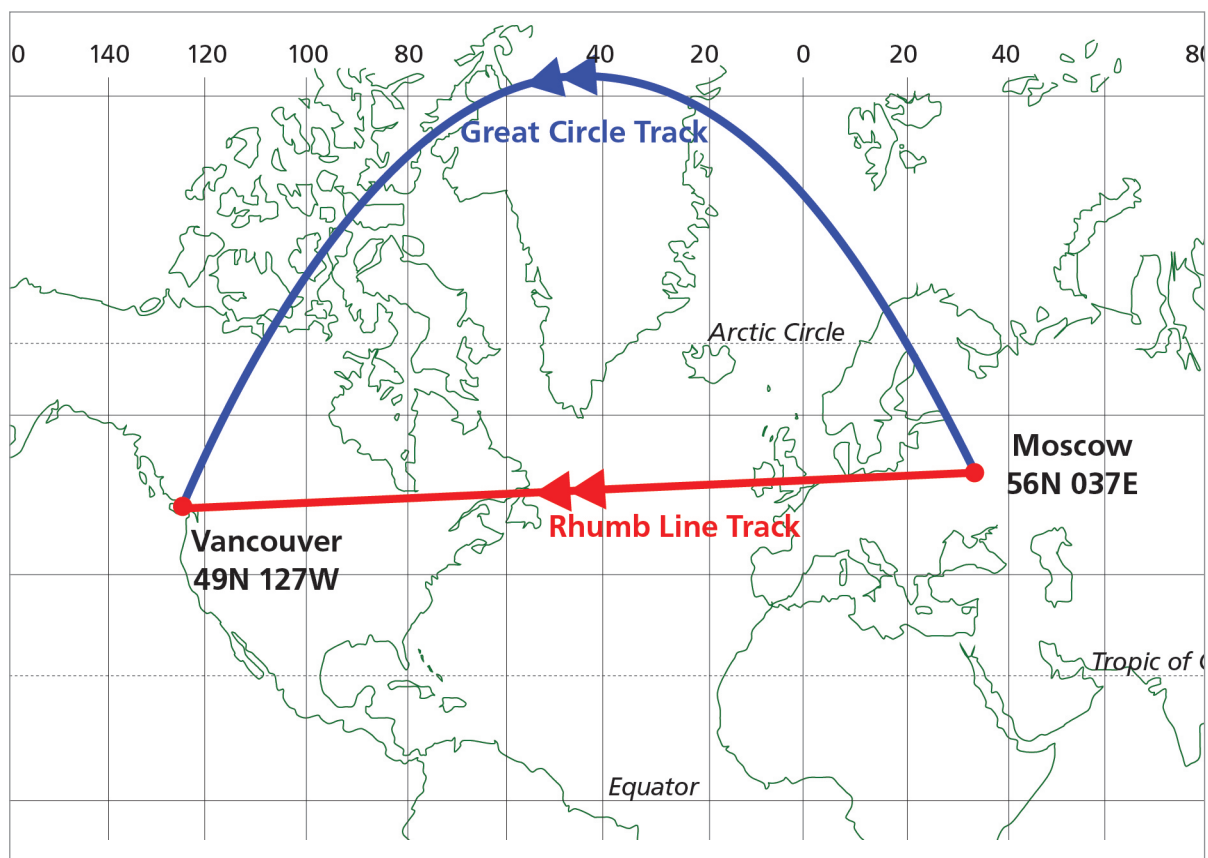 0 140 120 100 80 40 20 0 20 40 80
Great Circle Track
Arctic Circle
Moscow
56N 037E
Rhumb Line Track
Vancouver
49N 127W
Tropic of
Equator